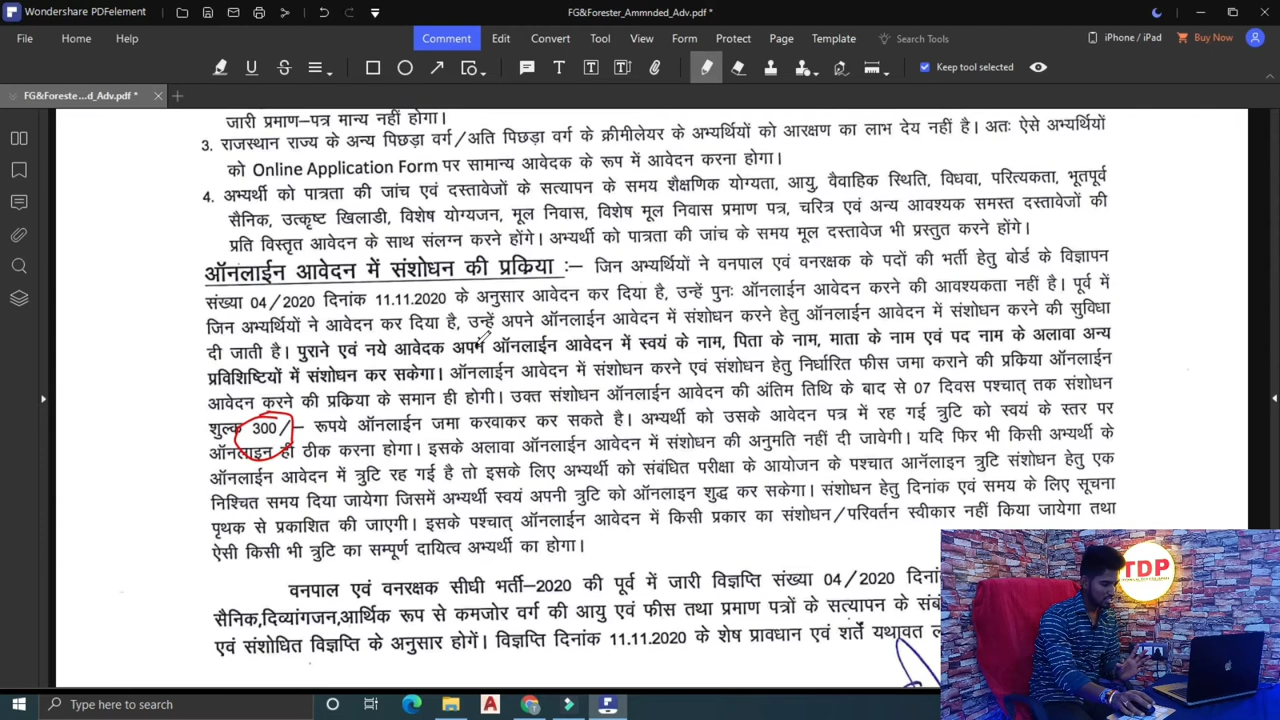 Wondershare PDFelement
FG&Forester_Ammnded_Adv.pdf *
File Home Help Comment Edit Convert Tool View Form Protect Page Template Search Tools iPhone / iPad Buy Now
Keep tool selected
FG&Foreste...d_Adv.pdf *
जारी प्रमाण–पत्र मान्य नहीं होगा।
3. राजस्थान राज्य के अन्य पिछड़ा वर्ग/अति पिछड़ा वर्ग के क्रीमीलेयर के अभ्यर्थियों को आरक्षण का लाभ देय नहीं है। अतः ऐसे अभ्यर्थियों
को Online Application Form पर सामान्य आवेदक के रूप में आवेदन करना होगा।
4. अभ्यर्थी को पात्रता की जांच एवं दस्तावेजों के सत्यापन के समय शैक्षणिक योग्यता, आयु, वैवाहिक स्थिति, विधवा, परित्यकता, भूतपूर्व
सैनिक, उत्कृष्ट खिलाडी, विशेष योग्यजन, मूल निवास, विशेष मूल निवास प्रमाण पत्र, चरित्र एवं अन्य आवश्यक समस्त दस्तावेजों की
प्रति विस्तृत आवेदन के साथ संलग्न करने होंगे। अभ्यर्थी को पात्रता की जांच के समय मूल दस्तावेज भी प्रस्तुत करने होंगे।
ऑनलाईन आवेदन में संशोधन की प्रकिया :– जिन अभ्यर्थियों ने वनपाल एवं वनरक्षक के पदों की भर्ती हेतु बोर्ड के विज्ञापन
संख्या 04/2020 दिनांक 11.11.2020 के अनुसार आवेदन कर दिया है, उन्हें पुनः ऑनलाईन आवेदन करने की आवश्यकता नहीं है। पूर्व में
जिन अभ्यर्थियों ने आवेदन कर दिया है, उन्हें अपने ऑनलाईन आवेदन में संशोधन करने हेतु ऑनलाईन आवेदन में संशोधन करने की सुविधा
दी जाती है। पुराने एवं नये आवेदक अपने ऑनलाईन आवेदन में स्वयं के नाम, पिता के नाम, माता के नाम एवं पद नाम के अलावा अन्य
प्रविशिष्टियों में संशोधन कर सकेगा। ऑनलाईन आवेदन में संशोधन करने एवं संशोधन हेतु निर्धारित फीस जमा कराने की प्रकिया ऑनलाईन
आवेदन करने की प्रकिया के समान ही होगी। उक्त संशोधन ऑनलाईन आवेदन की अंतिम तिथि के बाद से 07 दिवस पश्चात् तक संशोधन
शुल्क 300/– रूपये ऑनलाईन जमा करवाकर कर सकते है। अभ्यर्थी को उसके आवेदन पत्र में रह गई त्रुटि को स्वयं के स्तर पर
ऑनलाइन ही ठीक करना होगा। इसके अलावा ऑनलाईन आवेदन में संशोधन की अनुमति नहीं दी जावेगी। यदि फिर भी किसी अभ्यर्थी के
ऑनलाईन आवेदन में त्रुटि रह गई है तो इसके लिए अभ्यर्थी को संबंधित परीक्षा के आयोजन के पश्चात आनॅलाइन त्रुटि संशोधन हेतु एक
निश्चित समय दिया जायेगा जिसमें अभ्यर्थी स्वयं अपनी त्रुटि को ऑनलाइन शुद्ध कर सकेगा। संशोधन हेतु दिनांक एवं समय के लिए सूचना
पृथक से प्रकाशित की जाएगी। इसके पश्चात् ऑनलाईन आवेदन में किसी प्रकार का संशोधन/परिवर्तन स्वीकार नहीं किया जायेगा तथा
ऐसी किसी भी त्रुटि का सम्पूर्ण दायित्व अभ्यर्थी का होगा।
वनपाल एवं वनरक्षक सीधी भर्ती–2020 की पूर्व में जारी विज्ञप्ति संख्या 04/2020
सैनिक,दिव्यांगजन,आर्थिक रूप से कमजोर वर्ग की आयु एवं फीस तथा प्रमाण पत्रों के सत्यापन के
एवं संशोधित विज्ञप्ति के अनुसार होगें। विज्ञप्ति दिनांक 11.11.2020 के शेष प्रावधान एवं शर्ते यथावत
TDP
Type here to search